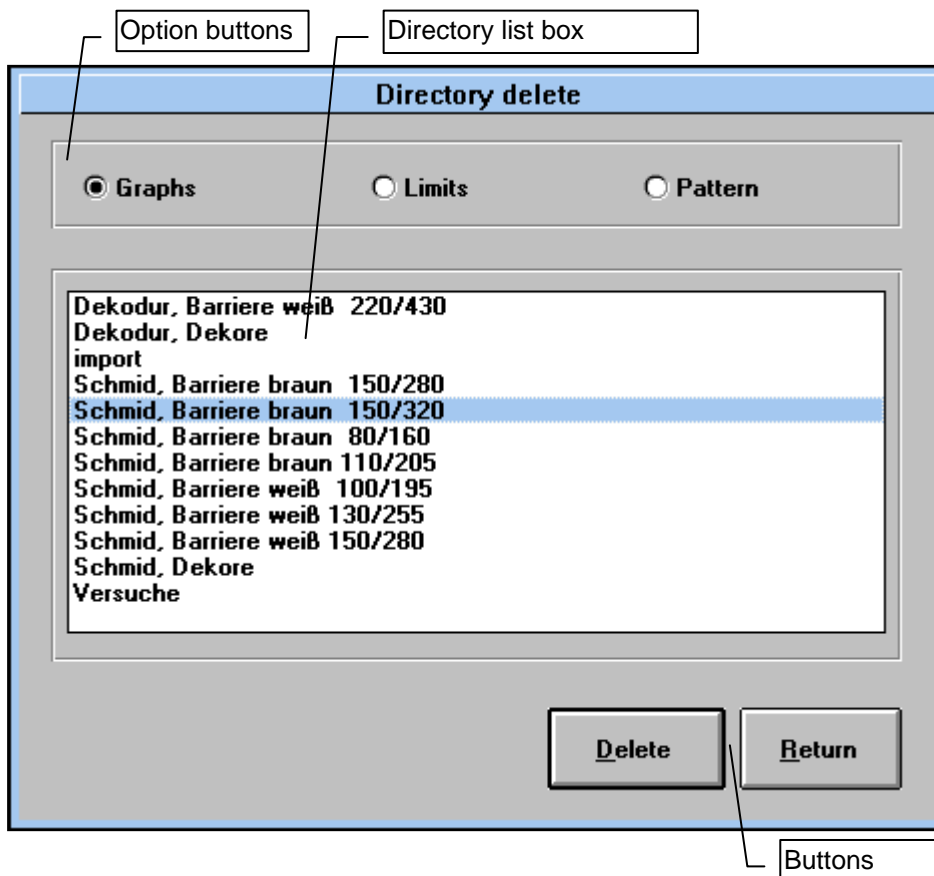 Option buttons
Directory list box
Directory delete
Graphs
Limits
Pattern
Dekodur, Barriere weiß  220/430
Dekodur, Dekore
import
Schmid, Barriere braun  150/280
Schmid, Barriere braun  150/320
Schmid, Barriere braun  80/160
Schmid, Barriere braun 110/205
Schmid, Barriere weiß  100/195
Schmid, Barriere weiß 130/255
Schmid, Barriere weiß 150/280
Schmid, Dekore
Versuche
Delete
Return
Buttons